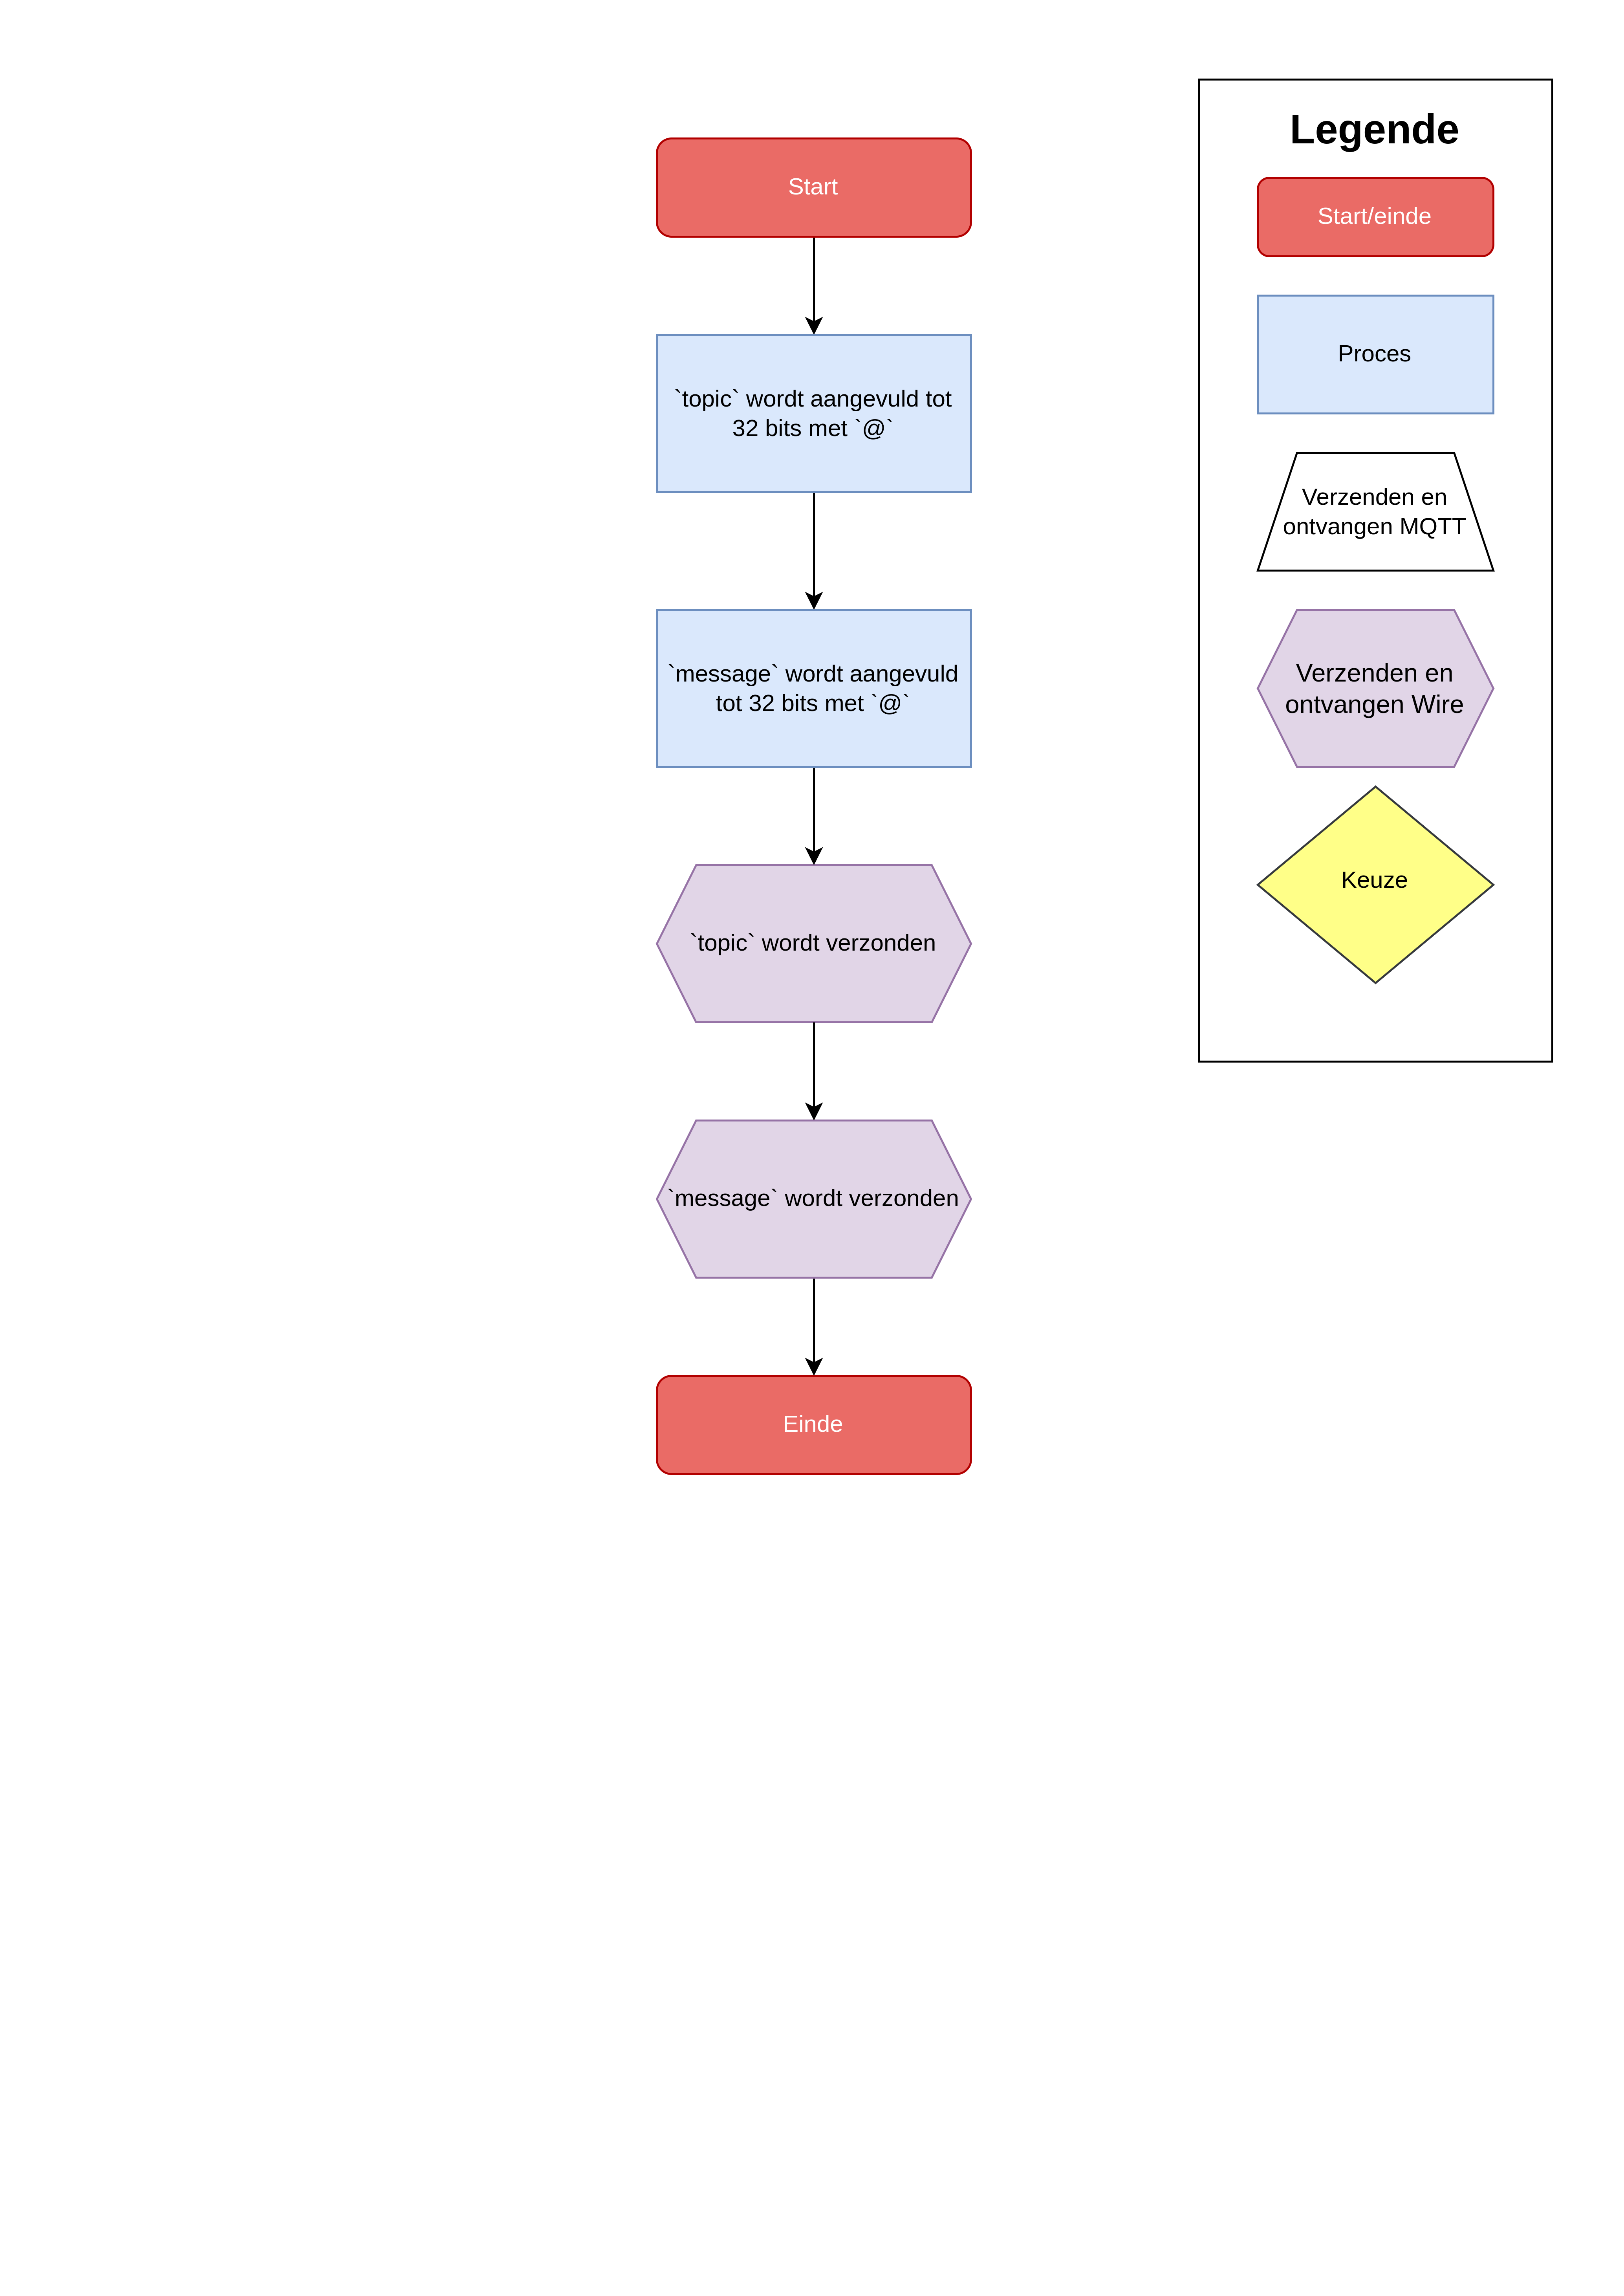 Start
`topic` wordt aangevuld tot
32 bits met `@`
`message` wordt aangevuld
tot 32 bits met `@`
`topic` wordt verzonden
`message` wordt verzonden
Einde
Legende
Start/einde
Proces
Verzenden en
ontvangen MQTT
Verzenden en
ontvangen Wire
Keuze